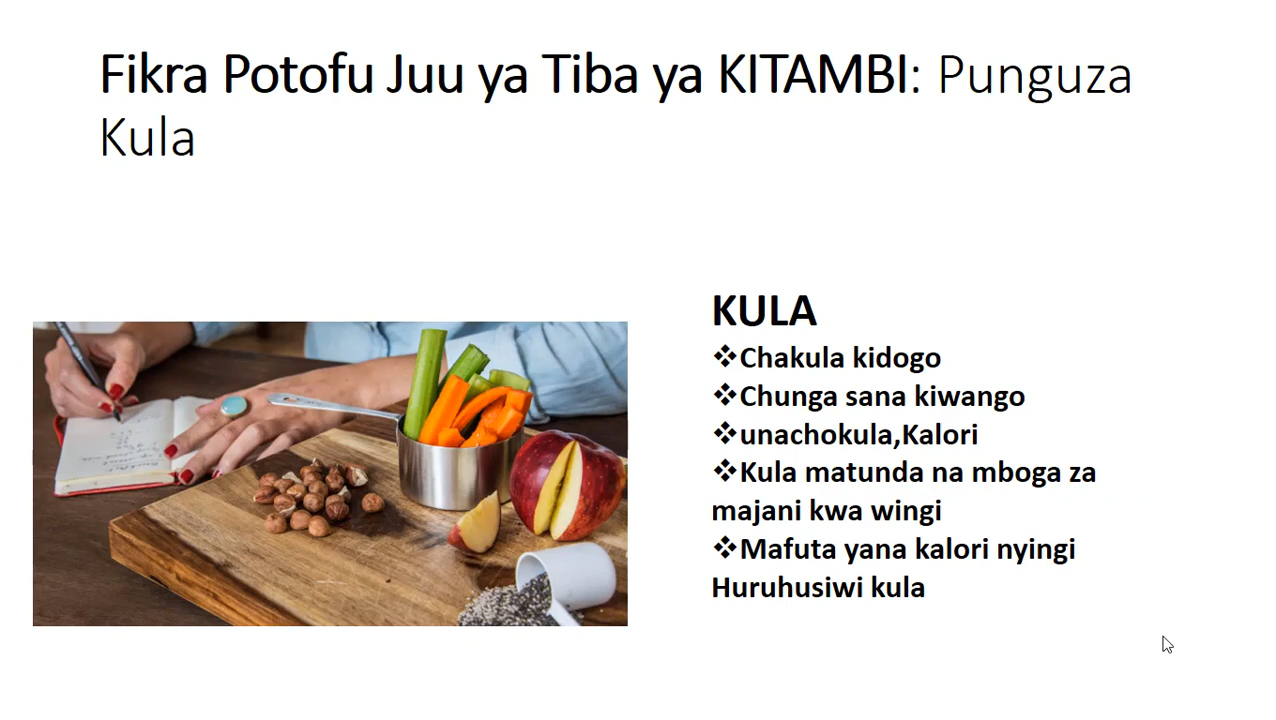 Fikra Potofu Juu ya Tiba ya KITAMBI: Punguza
Kula
KULA
❖Chakula kidogo
❖Chunga sana kiwango
❖unachokula,Kalori
❖Kula matunda na mboga za
majani kwa wingi
❖Mafuta yana kalori nyingi
Huruhusiwi kula